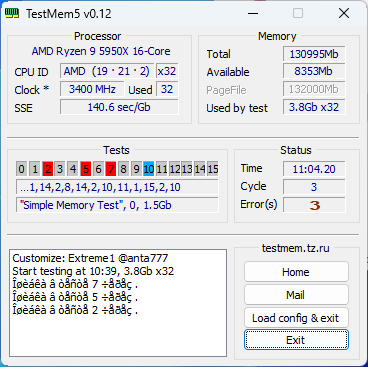 TestMem5 v0.12
Processor
AMD Ryzen 9 5950X 16-Core
CPU ID AMD (19 · 21 · 2) x32
Clock * 3400 MHz Used 32
SSE 140.6 sec/Gb
Memory
Total 130995Mb
Available 8353Mb
PageFile 132000Mb
Used by test 3.8Gb x32
Tests
0 1 2 3 4 5 6 7 8 9 10 11 12 13 14 15
...1,14,2,8,14,2,10,11,1,15,2,10
"Simple Memory Test", 0, 1.5Gb
Status
Time 11:04.20
Cycle 3
Error(s) 3
Customize: Extreme1 @anta777
Start testing at 10:39, 3.8Gb x32
Îøèáêà â òåñòå 7 ÷åðåç .
Îøèáêà â òåñòå 5 ÷åðåç .
Îøèáêà â òåñòå 2 ÷åðåç .
testmem.tz.ru
Home
Mail
Load config & exit
Exit